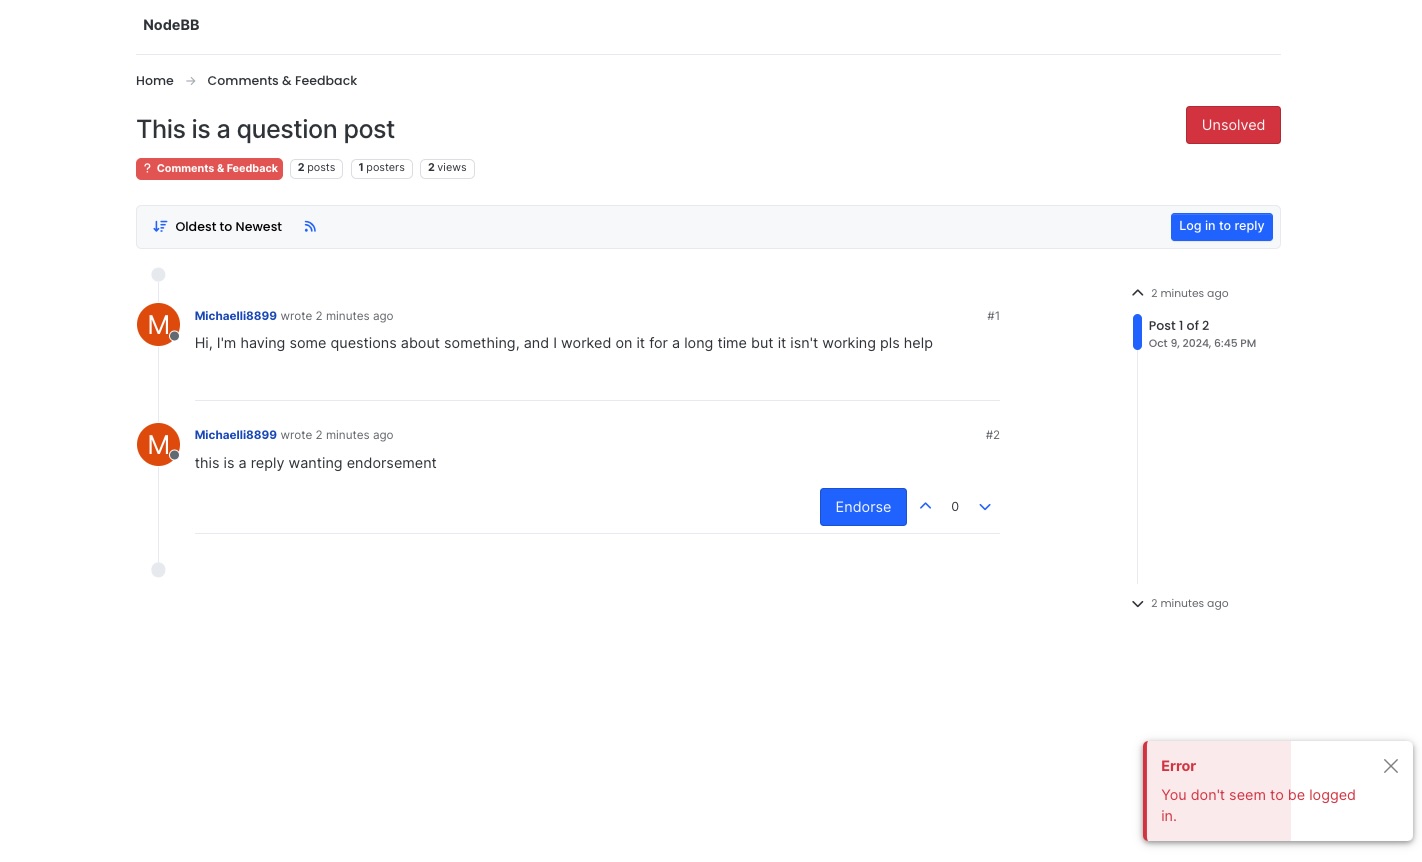 NodeBB
Home → Comments & Feedback
This is a question post
Unsolved
? Comments & Feedback 2 posts 1 posters 2 views
Oldest to Newest
Log in to reply
Michaelli8899 wrote 2 minutes ago #1
Hi, I'm having some questions about something, and I worked on it for a long time but it isn't working pls help
M
Michaelli8899 wrote 2 minutes ago #2
this is a reply wanting endorsement
M
Endorse 0
2 minutes ago
Post 1 of 2
Oct 9, 2024, 6:45 PM
2 minutes ago
Error
You don't seem to be logged
in.